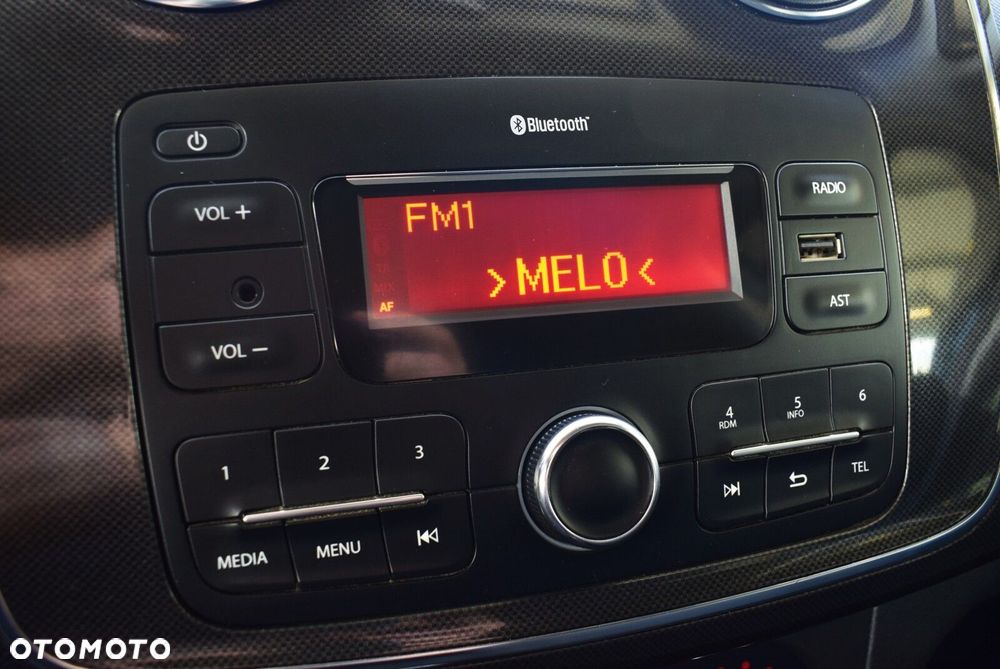 Bluetooth™
VOL +
VOL –
FM1
>MELO<
AF
RADIO
AST
1
2
3
MEDIA
MENU
4
RDM
5
INFO
6
TEL
OTOMOTO